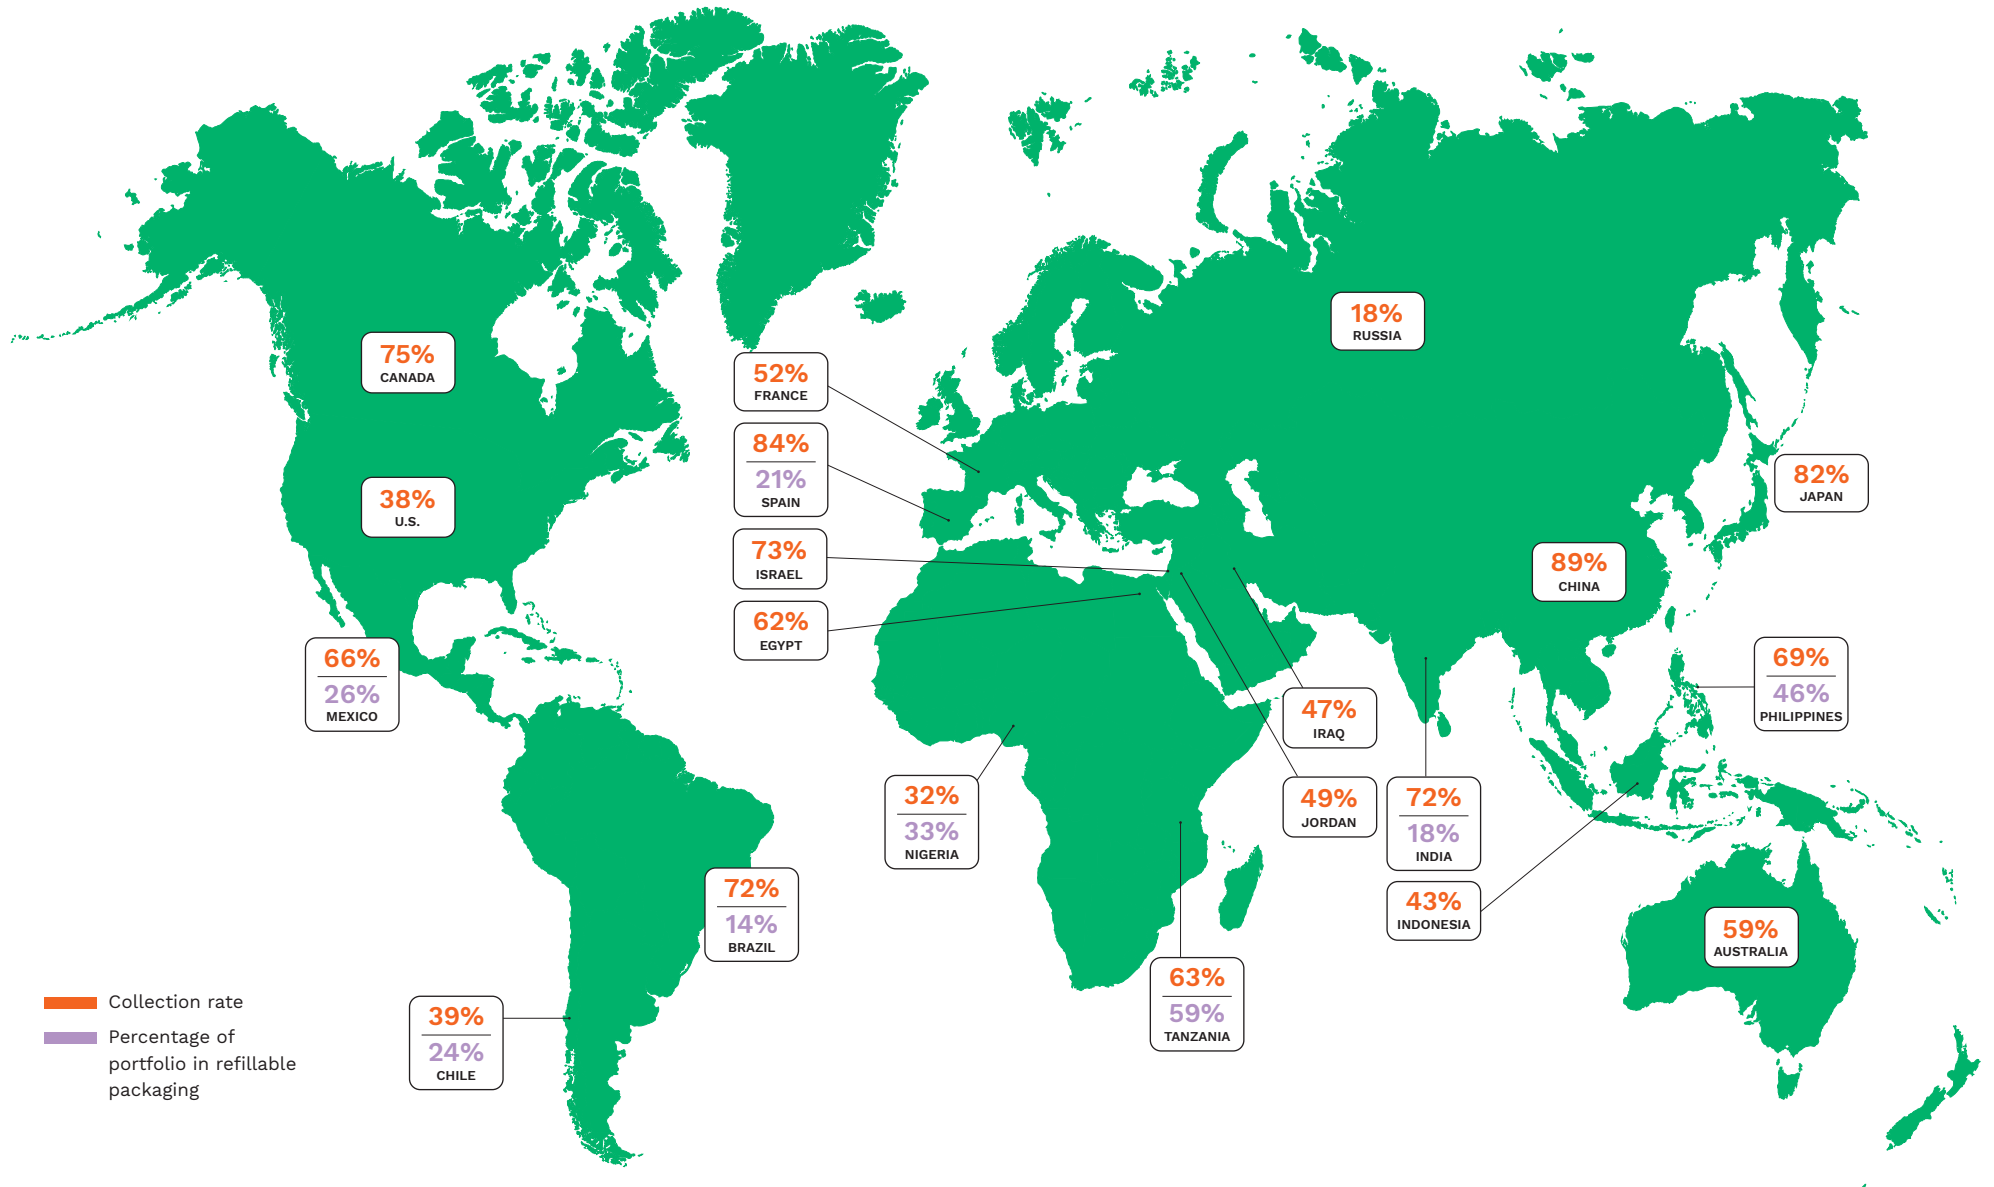 18%
RUSSIA
75%
CANADA
52%
FRANCE
84%
21%
SPAIN
38%
U.S.
82%
JAPAN
73%
ISRAEL
89%
CHINA
62%
EGYPT
66%
26%
MEXICO
69%
46%
PHILIPPINES
47%
IRAQ
32%
33%
NIGERIA
49%
JORDAN
72%
18%
INDIA
72%
14%
BRAZIL
43%
INDONESIA
59%
AUSTRALIA
63%
59%
TANZANIA
39%
24%
CHILE
Collection rate
Percentage of
portfolio in refillable
packaging